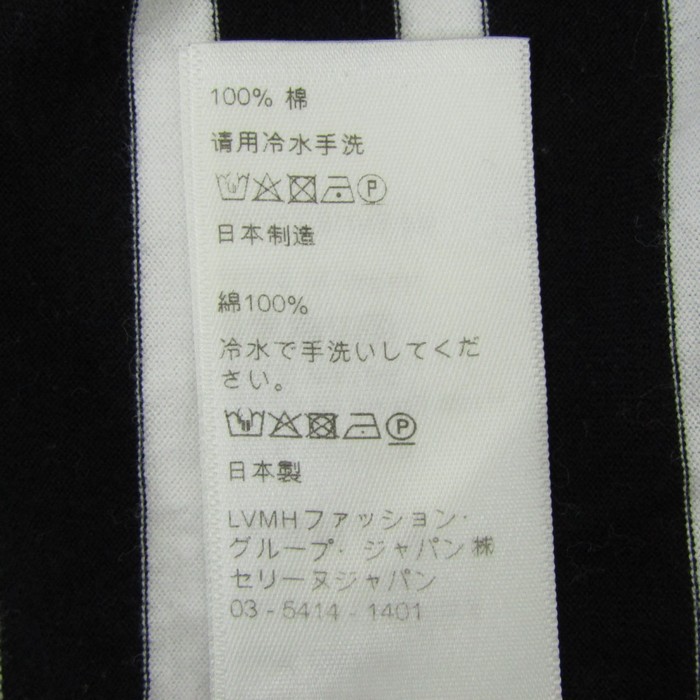 100% 棉
请用冷水手洗
P
日本制造
綿100%
冷水で手洗いしてくだ
さい。
P
日本製
LVMHファッション・
グループ・ジャパン㈱
セリーヌジャパン
03 - 5414 - 1401